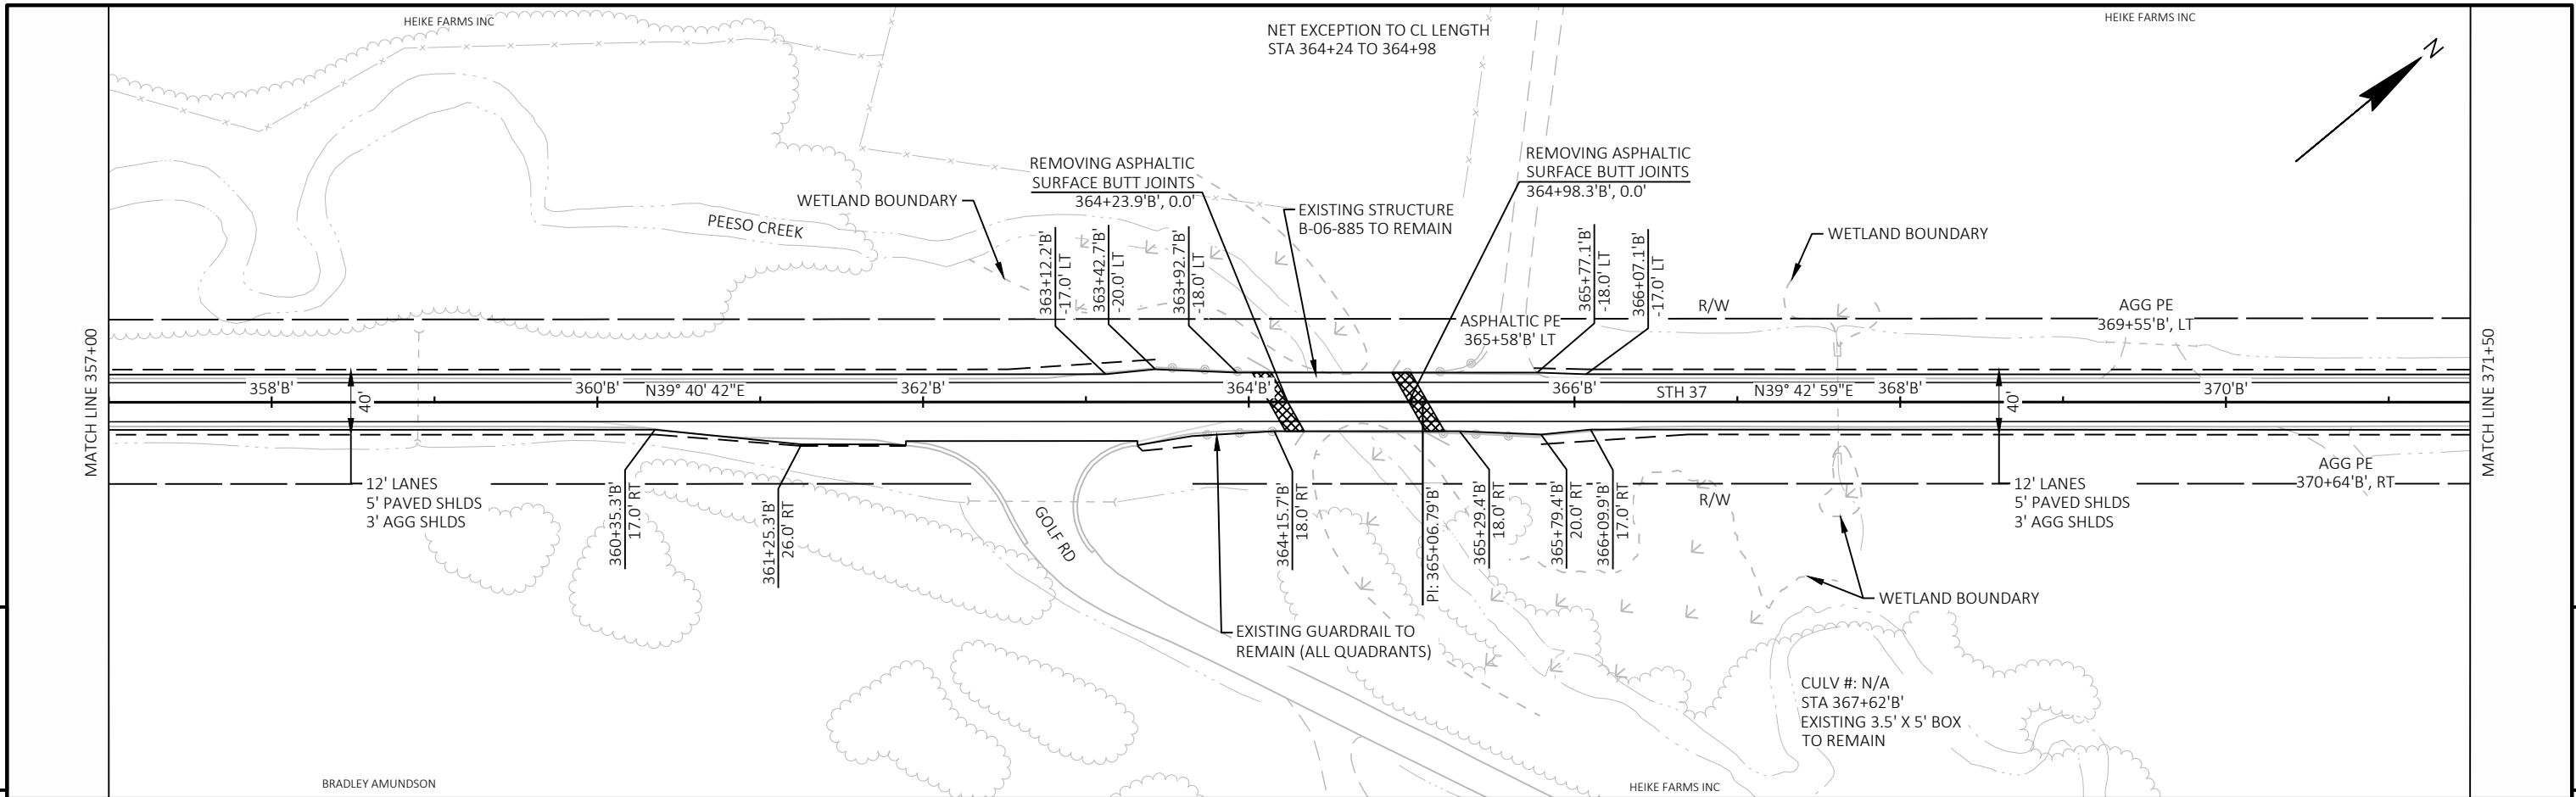 HEIKE FARMS INC
NET EXCEPTION TO CL LENGTH
STA 364+24 TO 364+98
HEIKE FARMS INC
N
REMOVING ASPHALTIC
SURFACE BUTT JOINTS
364+23.9'B', 0.0'
REMOVING ASPHALTIC
SURFACE BUTT JOINTS
364+98.3'B', 0.0'
WETLAND BOUNDARY
PEESO CREEK
EXISTING STRUCTURE
B-06-885 TO REMAIN
WETLAND BOUNDARY
363+12.2'B'
-17.0' LT
363+42.7'B'
-20.0' LT
363+92.7'B'
-18.0' LT
365+77.1'B'
-18.0' LT
366+07.1'B'
-17.0' LT
R/W
ASPHALTIC PE
365+58'B' LT
AGG PE
369+55'B', LT
MATCH LINE 357+00
MATCH LINE 371+50
358'B'
40'
360'B'
N39° 40' 42"E
362'B'
364'B'
366'B'
STH 37
N39° 42' 59"E
368'B'
40'
370'B'
12' LANES
5' PAVED SHLDS
3' AGG SHLDS
360+35.3'B'
17.0' RT
361+25.3'B'
26.0' RT
GOLF RD
364+15.7'B'
18.0' RT
PI: 365+06.79'B'
365+29.4'B'
18.0' RT
365+79.4'B'
20.0' RT
366+09.9'B'
17.0' RT
R/W
12' LANES
5' PAVED SHLDS
3' AGG SHLDS
AGG PE
370+64'B', RT
WETLAND BOUNDARY
EXISTING GUARDRAIL TO
REMAIN (ALL QUADRANTS)
CULV #: N/A
STA 367+62'B'
EXISTING 3.5' X 5' BOX
TO REMAIN
BRADLEY AMUNDSON
HEIKE FARMS INC